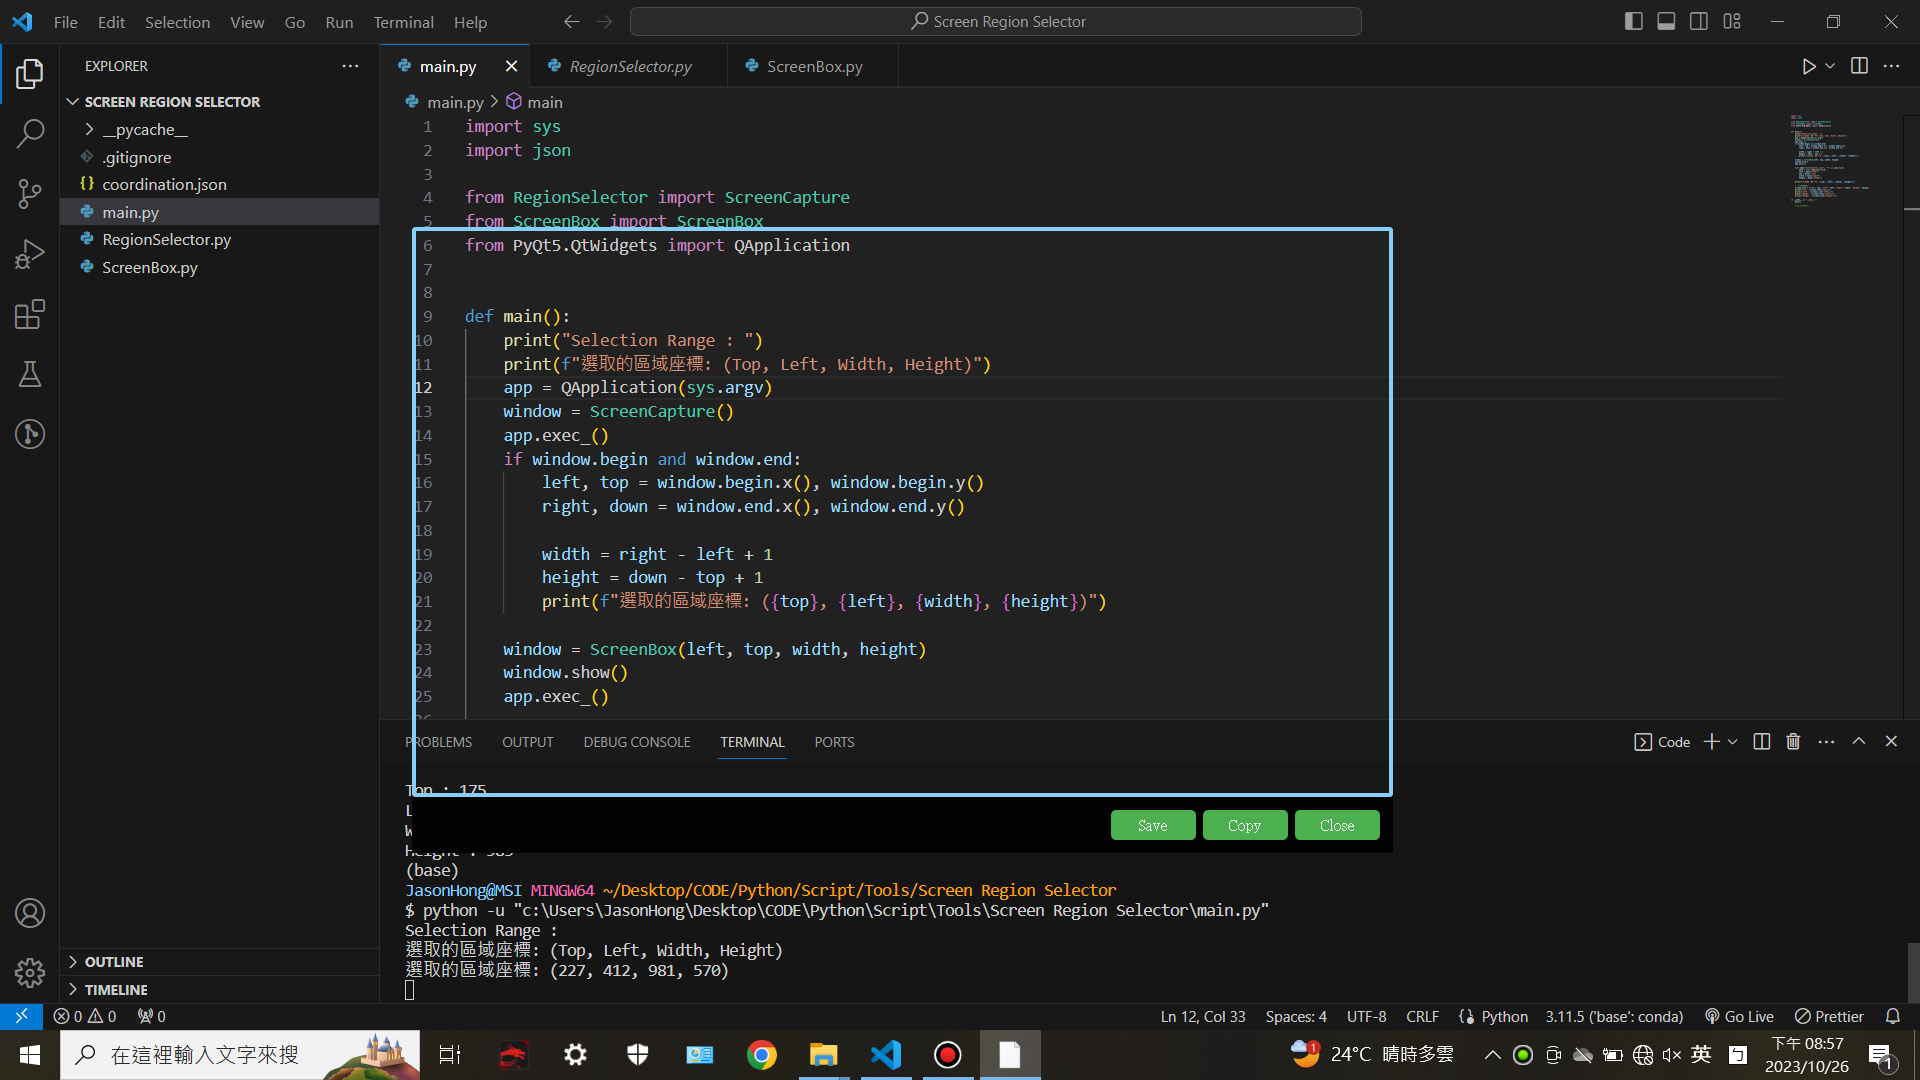 File Edit Selection View Go Run Terminal Help
Screen Region Selector
EXPLORER
SCREEN REGION SELECTOR
__pycache__
.gitignore
coordination.json
main.py
RegionSelector.py
ScreenBox.py
OUTLINE
TIMELINE
main.py RegionSelector.py ScreenBox.py
main.py > main
1 import sys
2 import json
3
4 from RegionSelector import ScreenCapture
5 from ScreenBox import ScreenBox
6 from PyQt5.QtWidgets import QApplication
7
8
9 def main():
10 print("Selection Range : ")
11 print(f"選取的區域座標: (Top, Left, Width, Height)")
12 app = QApplication(sys.argv)
13 window = ScreenCapture()
14 app.exec_()
15 if window.begin and window.end:
16 left, top = window.begin.x(), window.begin.y()
17 right, down = window.end.x(), window.end.y()
18
19 width = right - left + 1
20 height = down - top + 1
21 print(f"選取的區域座標: ({top}, {left}, {width}, {height})")
22
23 window = ScreenBox(left, top, width, height)
24 window.show()
25 app.exec_()
26
PROBLEMS OUTPUT DEBUG CONSOLE TERMINAL PORTS
Code
Top : 175
L
W
Save Copy Close
Height : 985
(base)
JasonHong@MSI MINGW64 ~/Desktop/CODE/Python/Script/Tools/Screen Region Selector
$ python -u "c:\Users\JasonHong\Desktop\CODE\Python\Script\Tools\Screen Region Selector\main.py"
Selection Range :
選取的區域座標: (Top, Left, Width, Height)
選取的區域座標: (227, 412, 981, 570)
0 0 0 Ln 12, Col 33 Spaces: 4 UTF-8 CRLF Python 3.11.5 ('base': conda) Go Live Prettier
在這裡輸入文字來搜
1 24°C 晴時多雲 英 ㄅ
下午 08:57
2023/10/26
1